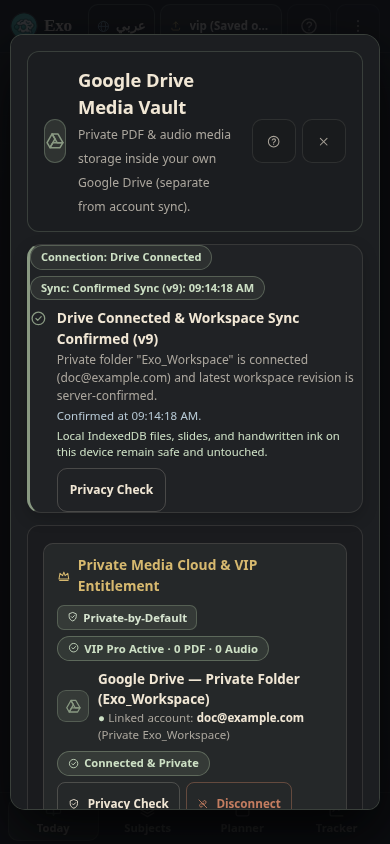 Exo
عربي
vip (Saved o...
Google Drive
Media Vault
Private PDF & audio media
storage inside your own
Google Drive (separate
from account sync).
Connection: Drive Connected
Sync: Confirmed Sync (v9): 09:14:18 AM
Drive Connected & Workspace Sync
Confirmed (v9)
Private folder "Exo_Workspace" is connected
(doc@example.com) and latest workspace revision is
server-confirmed.
Confirmed at 09:14:18 AM.
Local IndexedDB files, slides, and handwritten ink on
this device remain safe and untouched.
Privacy Check
Private Media Cloud & VIP
Entitlement
Private-by-Default
VIP Pro Active · 0 PDF · 0 Audio
Google Drive — Private Folder
(Exo_Workspace)
● Linked account: doc@example.com
(Private Exo_Workspace)
Connected & Private
Privacy Check
Disconnect
Today
Subjects
Planner
Tracker